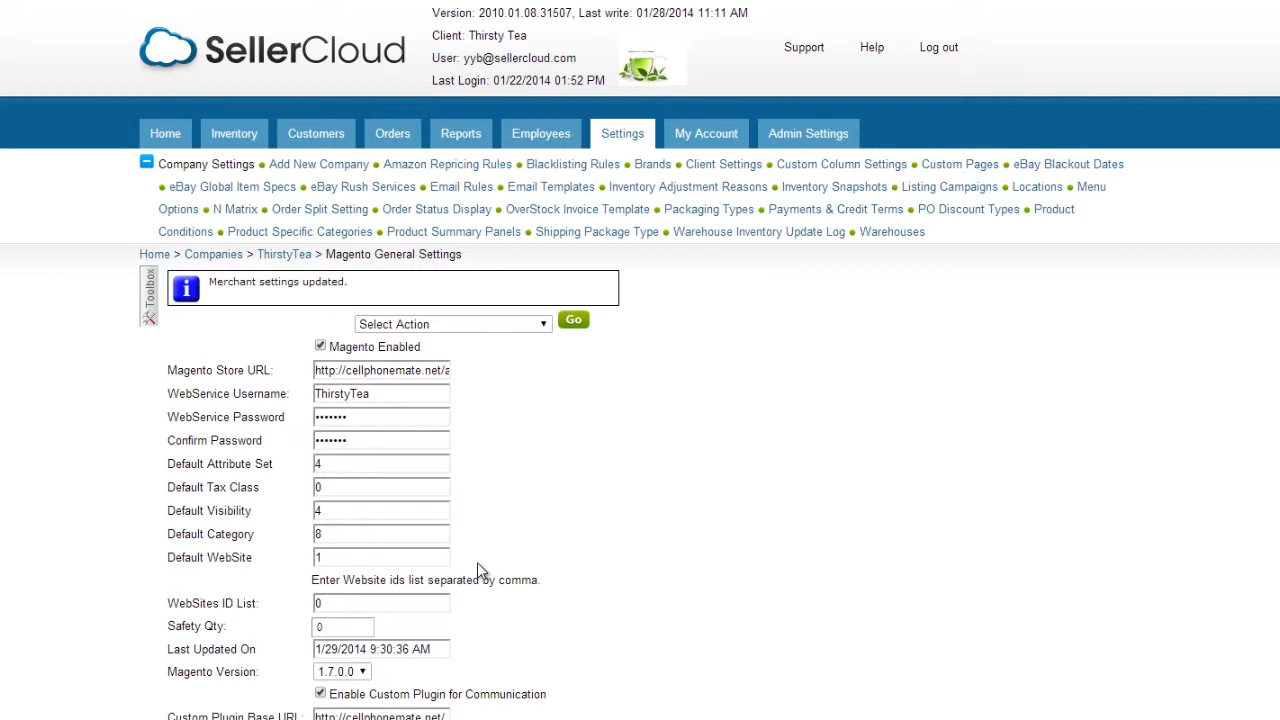 SellerCloud
Version: 2010.01.08.31507, Last write: 01/28/2014 11:11 AM
Client: Thirsty Tea
User: yyb@sellercloud.com
Last Login: 01/22/2014 01:52 PM
Support Help Log out
Home Inventory Customers Orders Reports Employees Settings My Account Admin Settings
Company Settings Add New Company Amazon Repricing Rules Blacklisting Rules Brands Client Settings Custom Column Settings Custom Pages eBay Blackout Dates
eBay Global Item Specs eBay Rush Services Email Rules Email Templates Inventory Adjustment Reasons Inventory Snapshots Listing Campaigns Locations Menu
Options N Matrix Order Split Setting Order Status Display OverStock Invoice Template Packaging Types Payments & Credit Terms PO Discount Types Product
Conditions Product Specific Categories Product Summary Panels Shipping Package Type Warehouse Inventory Update Log Warehouses
Home > Companies > ThirstyTea > Magento General Settings
Toolbox
Merchant settings updated.
Select Action Go
Magento Enabled
Magento Store URL: http://cellphonemate.net/a
WebService Username: ThirstyTea
WebService Password •••••••
Confirm Password •••••••
Default Attribute Set 4
Default Tax Class 0
Default Visibility 4
Default Category 8
Default WebSite 1
Enter Website ids list separated by comma.
WebSites ID List: 0
Safety Qty: 0
Last Updated On 1/29/2014 9:30:36 AM
Magento Version: 1.7.0.0
Enable Custom Plugin for Communication
Custom Plugin Base URL: http://cellphonemate.net/